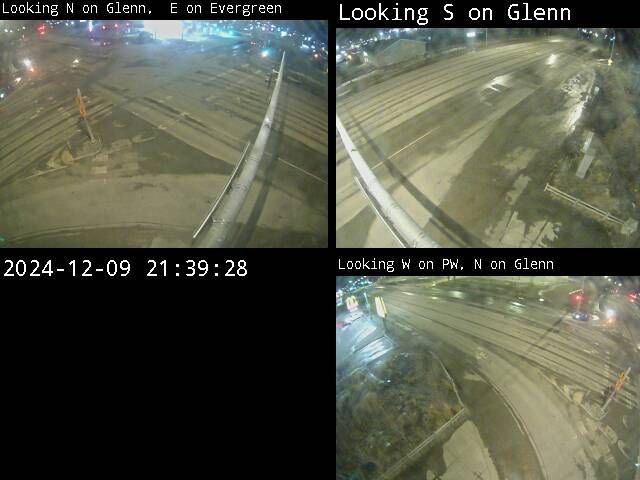 Looking N on Glenn,  E on Evergreen
Looking S on Glenn
2024-12-09 21:39:28
Looking W on PW, N on Glenn